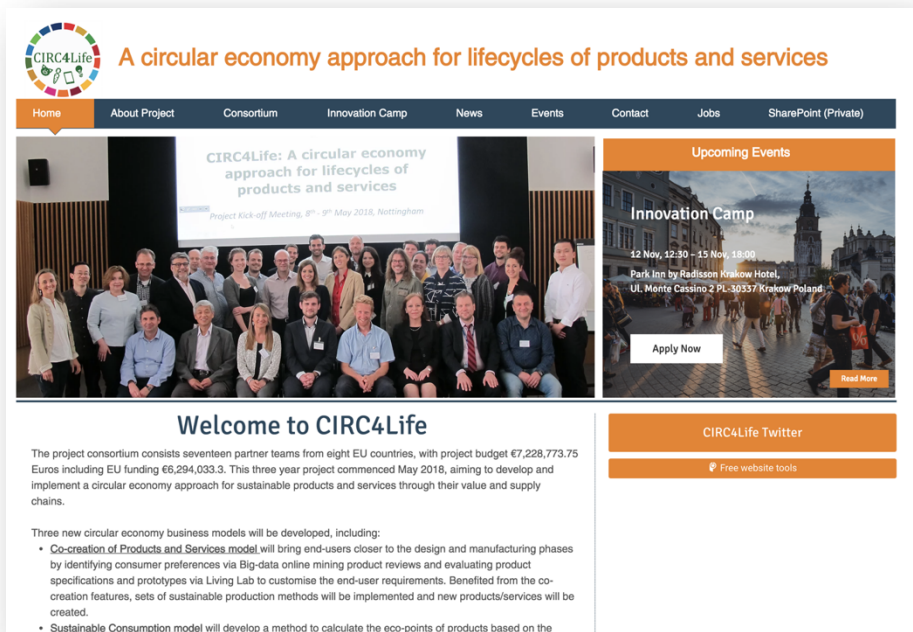 CIRC4Life
A circular economy approach for lifecycles of products and services
Home
About Project
Consortium
Innovation Camp
News
Events
Contact
Jobs
SharePoint (Private)
CIRC4Life: A circular economy
approach for lifecycles of
products and services
Project Kick-off Meeting, 8th - 9th May 2018, Nottingham
Upcoming Events
Innovation Camp
12 Nov, 12:30 – 15 Nov, 18:00
Park Inn by Radisson Krakow Hotel,
Ul. Monte Cassino 2 PL-30337 Krakow Poland
Apply Now
Read More
Welcome to CIRC4Life
The project consortium consists seventeen partner teams from eight EU countries, with project budget €7,228,773.75
Euros including EU funding €6,294,033.3. This three year project commenced May 2018, aiming to develop and
implement a circular economy approach for sustainable products and services through their value and supply
chains.
Three new circular economy business models will be developed, including:
• Co-creation of Products and Services model will bring end-users closer to the design and manufacturing phases
by identifying consumer preferences via Big-data online mining product reviews and evaluating product
specifications and prototypes via Living Lab to customise the end-user requirements. Benefited from the co-
creation features, sets of sustainable production methods will be implemented and new products/services will be
created.
• Sustainable Consumption model will develop a method to calculate the eco-points of products based on the
CIRC4Life Twitter
Free website tools